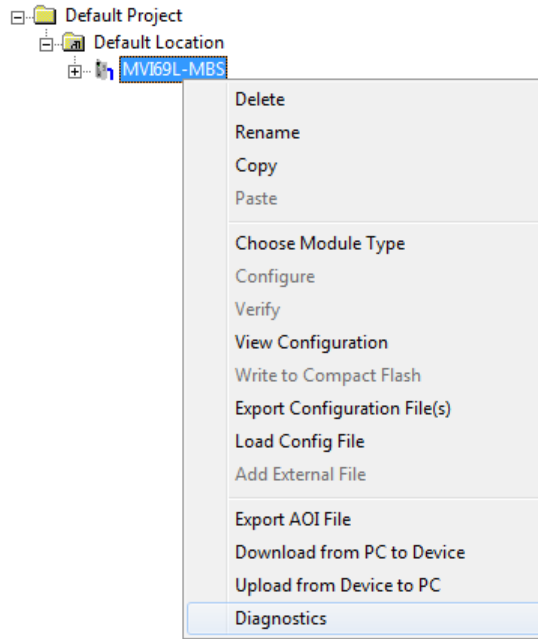 Default Project
Default Location
MVI69L-MBS
Delete
Rename
Copy
Paste
Choose Module Type
Configure
Verify
View Configuration
Write to Compact Flash
Export Configuration File(s)
Load Config File
Add External File
Export AOI File
Download from PC to Device
Upload from Device to PC
Diagnostics